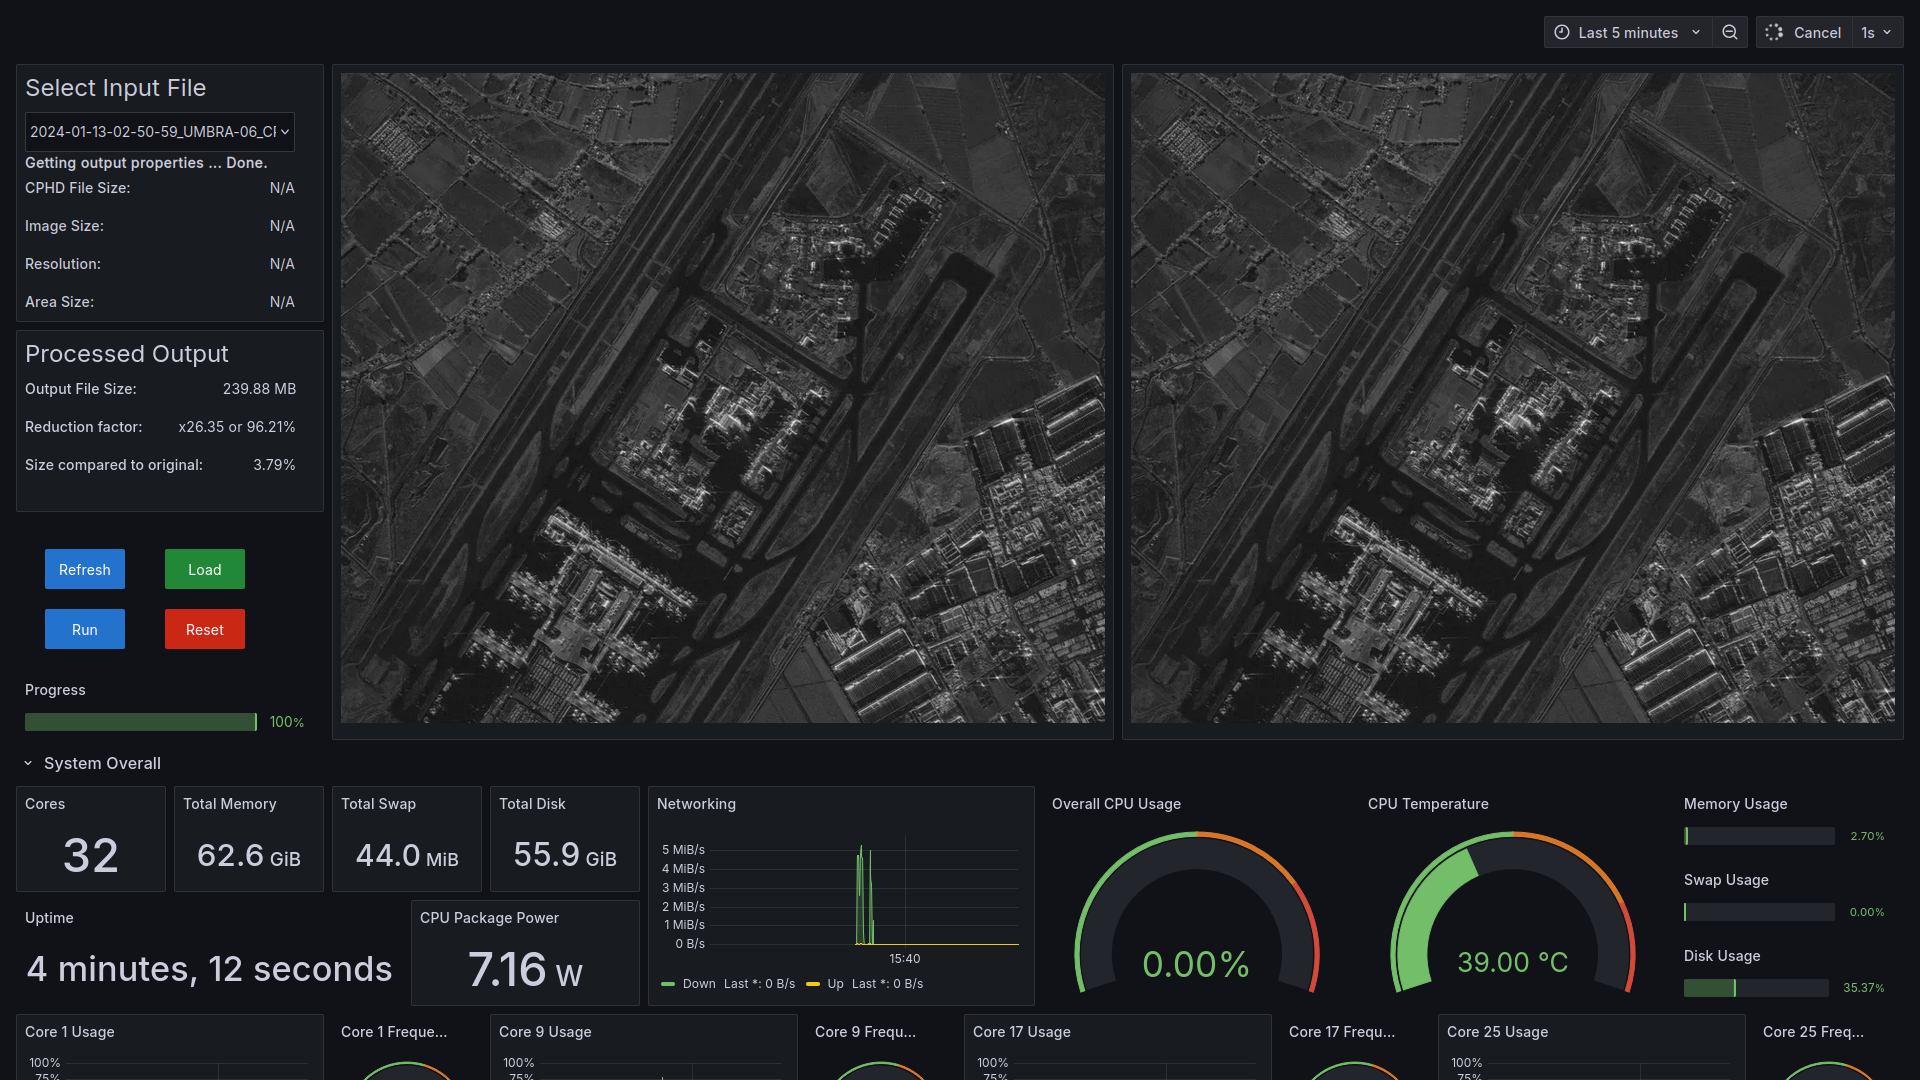 Last 5 minutes
Cancel
1s
Select Input File
2024-01-13-02-50-59_UMBRA-06_CP
Getting output properties ... Done.
CPHD File Size: N/A
Image Size: N/A
Resolution: N/A
Area Size: N/A
Processed Output
Output File Size: 239.88 MB
Reduction factor: x26.35 or 96.21%
Size compared to original: 3.79%
Refresh Load
Run Reset
Progress
100%
System Overall
Cores
32
Total Memory
62.6 GiB
Total Swap
44.0 MiB
Total Disk
55.9 GiB
Uptime
4 minutes, 12 seconds
CPU Package Power
7.16 W
Networking
5 MiB/s
4 MiB/s
3 MiB/s
2 MiB/s
1 MiB/s
0 B/s
15:40
Down Last *: 0 B/s Up Last *: 0 B/s
Overall CPU Usage
0.00%
CPU Temperature
39.00 °C
Memory Usage
2.70%
Swap Usage
0.00%
Disk Usage
35.37%
Core 1 Usage
100%
75%
Core 1 Freque...
Core 9 Usage
100%
75%
Core 9 Frequ...
Core 17 Usage
100%
75%
Core 17 Frequ...
Core 25 Usage
100%
75%
Core 25 Freq...